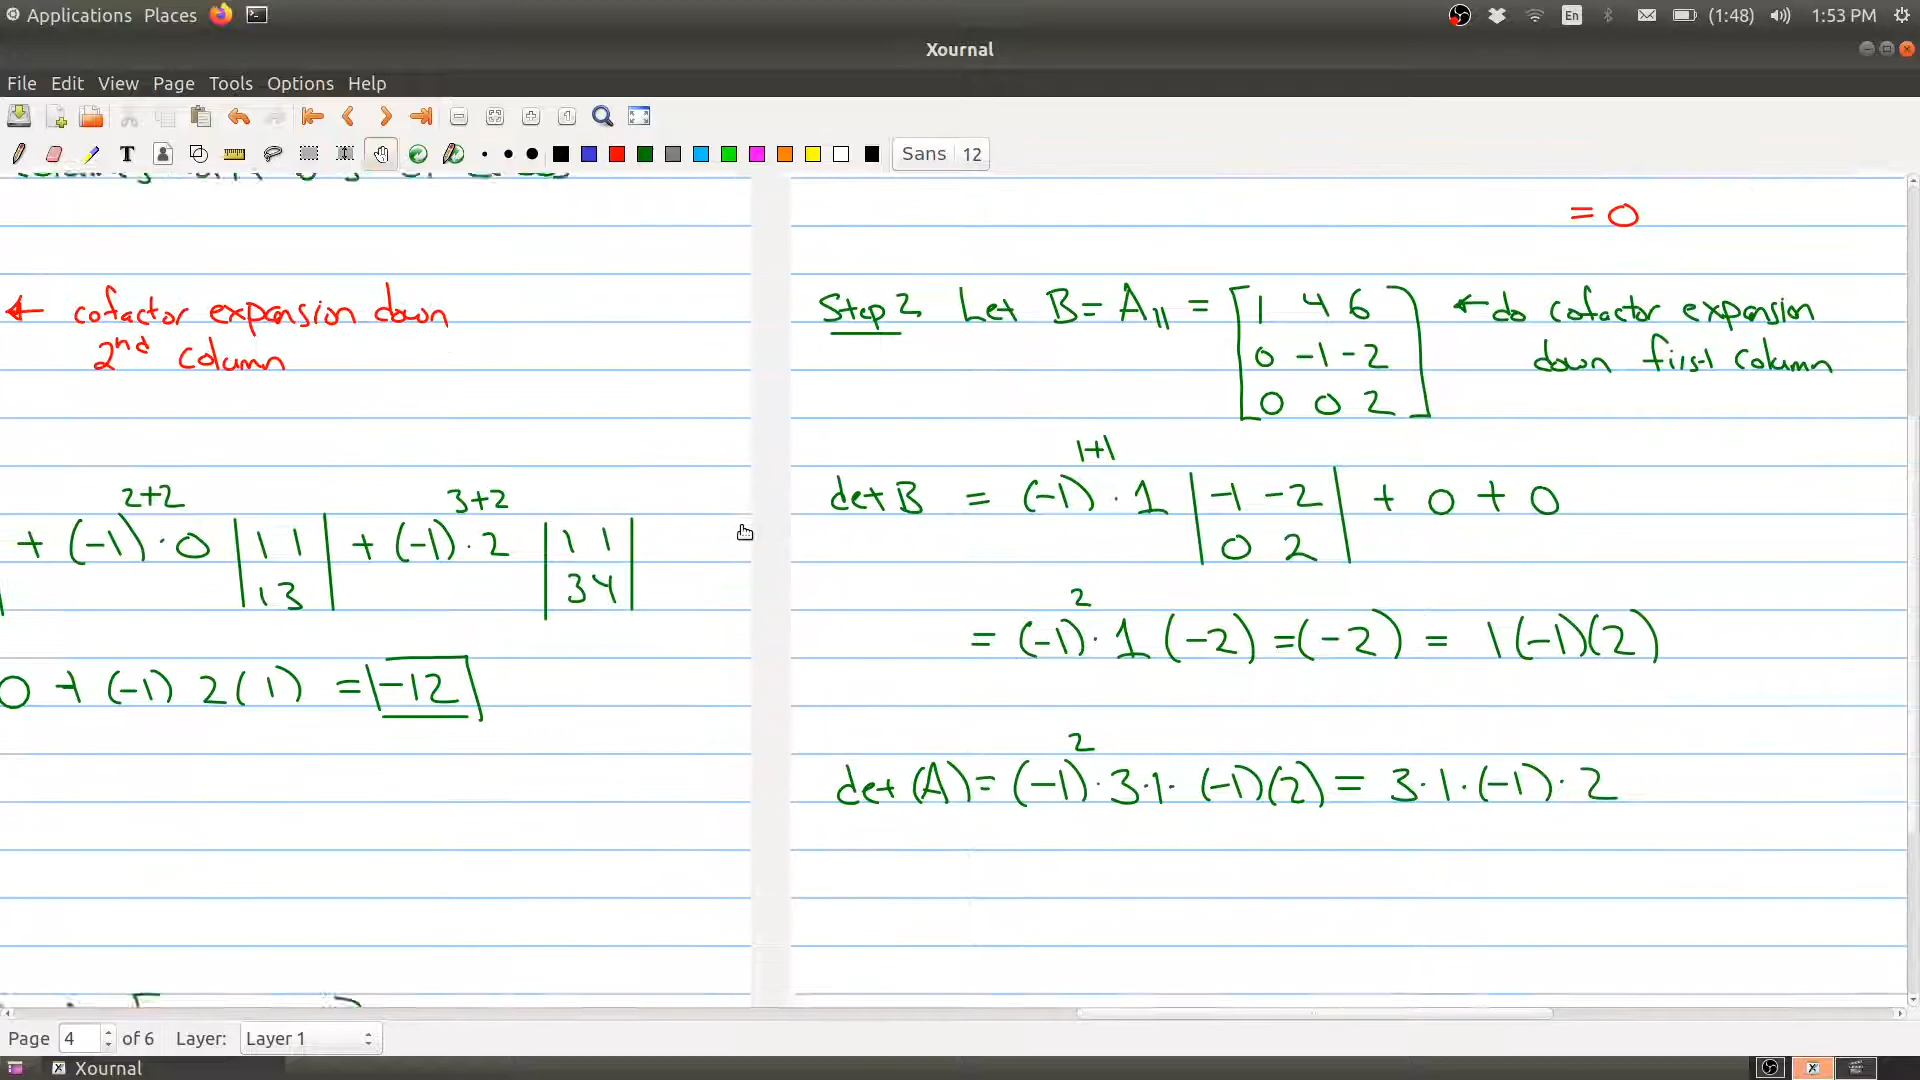 Applications Places En (1:48) 1:53 PM
Xournal
File Edit View Page Tools Options Help
Sans 12
← cofactor expansion down
2nd column
2+2 3+2
+ (-1) · 0 | 1 1 | + (-1) · 2 | 1 1 |
1 3 3 4
0 + (-1) 2 ( 1 ) = -12
= 0
Step 2 Let B = A11 = [ 1 4 6 ] ← do cofactor expansion
0 -1 -2 down first column
0 0 2
1+1
det B = (-1) · 1 | -1 -2 | + 0 + 0
0 2
2
= (-1) · 1 (-2) = (-2) = 1(-1)(2)
2
det (A) = (-1) · 3 · 1 · (-1)(2) = 3 · 1 · (-1) · 2
Page 4 of 6 Layer: Layer 1
Xournal